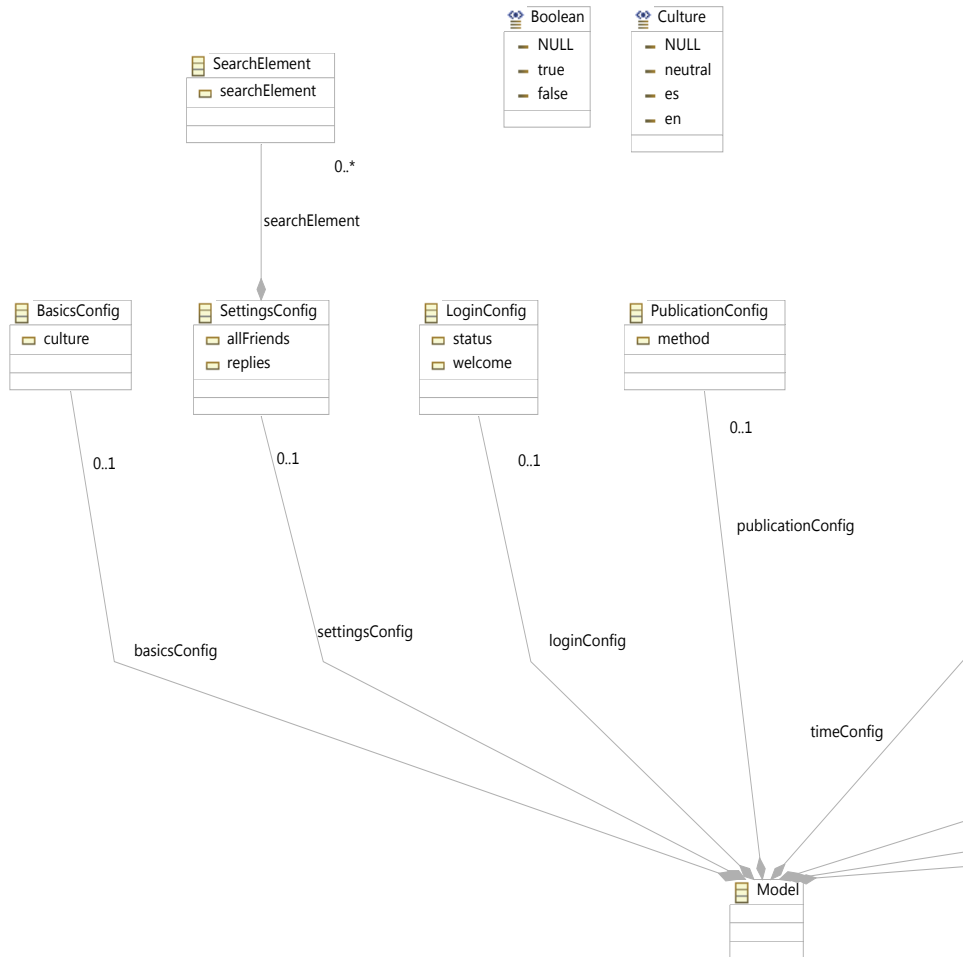 Boolean
NULL
true
false
Culture
NULL
neutral
es
en
SearchElement
searchElement
0..*
searchElement
BasicsConfig
culture
SettingsConfig
allFriends
replies
LoginConfig
status
welcome
PublicationConfig
method
0..1
0..1
0..1
0..1
publicationConfig
basicsConfig
settingsConfig
loginConfig
timeConfig
Model